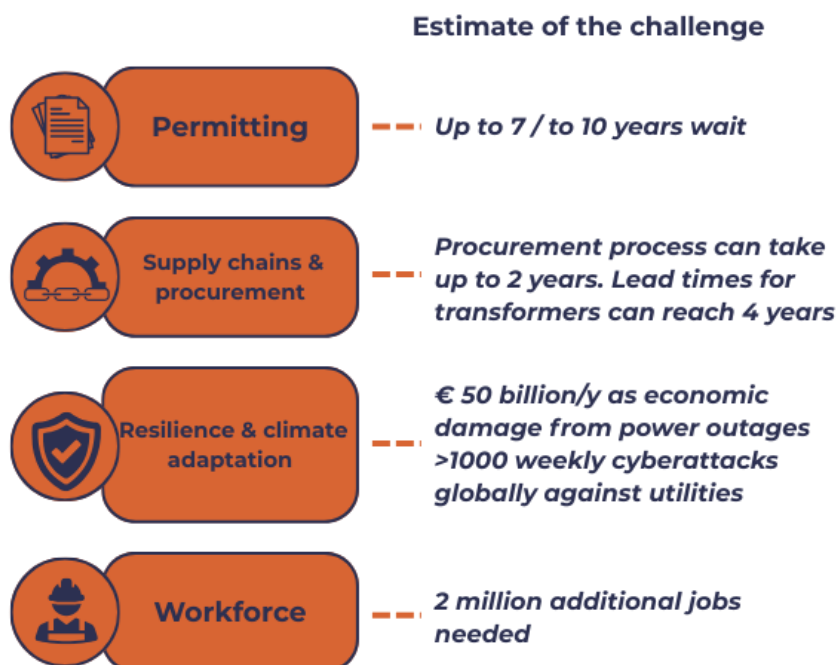 Estimate of the challenge
Permitting
Up to 7 / to 10 years wait
Supply chains &
procurement
Procurement process can take
up to 2 years. Lead times for
transformers can reach 4 years
Resilience & climate
adaptation
€ 50 billion/y as economic
damage from power outages
>1000 weekly cyberattacks
globally against utilities
Workforce
2 million additional jobs
needed